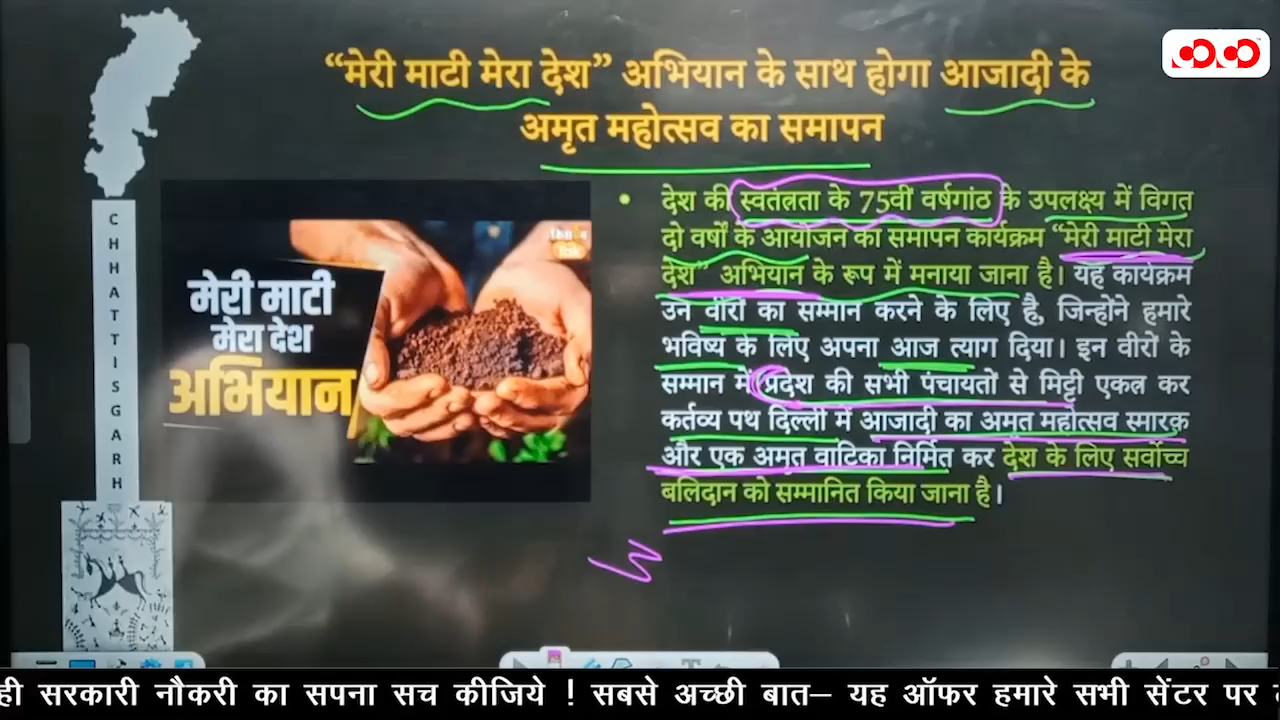 “मेरी माटी मेरा देश” अभियान के साथ होगा आजादी के
अमृत महोत्सव का समापन
CHHATTISGARH
मेरी माटी
मेरा देश
अभियान
• देश की स्वतंत्रता के 75वीं वर्षगांठ के उपलक्ष्य में विगत
दो वर्षों के आयोजन का समापन कार्यक्रम “मेरी माटी मेरा
देश” अभियान के रूप में मनाया जाना है। यह कार्यक्रम
उन वीरों का सम्मान करने के लिए है, जिन्होंने हमारे
भविष्य के लिए अपना आज त्याग दिया। इन वीरों के
सम्मान में प्रदेश की सभी पंचायतों से मिट्टी एकत्र कर
कर्तव्य पथ दिल्ली में आजादी का अमृत महोत्सव स्मारक
और एक अमृत वाटिका निर्मित कर देश के लिए सर्वोच्च
बलिदान को सम्मानित किया जाना है।
ही सरकारी नौकरी का सपना सच कीजिये ! सबसे अच्छी बात– यह ऑफर हमारे सभी सेंटर पर